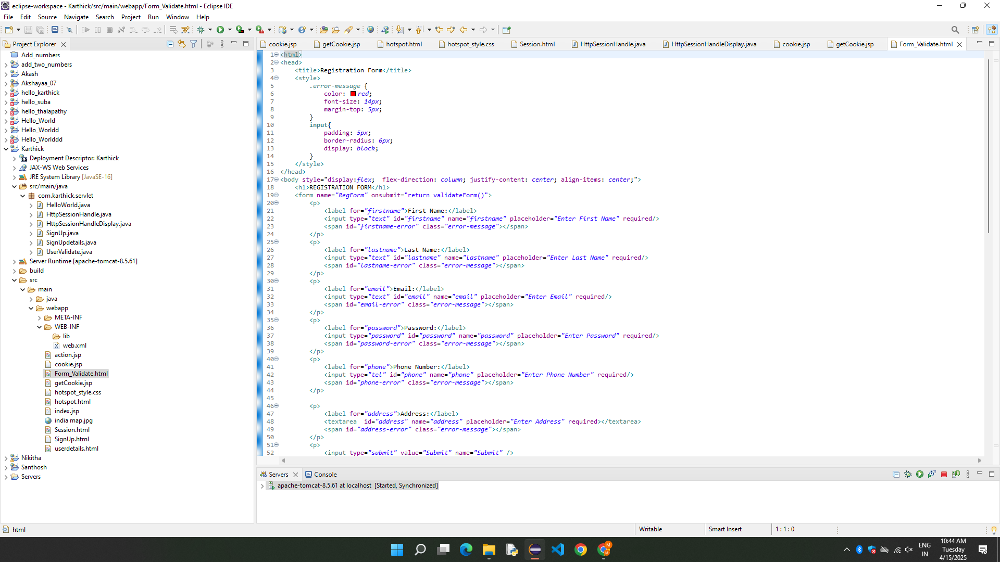 eclipse-workspace - Karthick/src/main/webapp/Form_Validate.html - Eclipse IDE
File Edit Source Navigate Search Project Run Window Help
Project Explorer
Add_numbers
add_two_numbers
Akash
Akshayaa_07
hello_karthick
hello_suba
hello_thalapathy
Hello_World
Hello_Worldd
Hello_Worlddd
Karthick
Deployment Descriptor: Karthick
JAX-WS Web Services
JRE System Library [JavaSE-16]
src/main/java
com.karthick.servlet
HelloWorld.java
HttpSessionHandle.java
HttpSessionHandleDisplay.java
SignUp.java
SignUpdetails.java
UserValidate.java
Server Runtime [apache-tomcat-8.5.61]
build
src
main
java
webapp
META-INF
WEB-INF
lib
web.xml
action.jsp
cookie.jsp
Form_Validate.html
getCookie.jsp
hotspot_style.css
hotspot.html
index.jsp
india map.jpg
Session.html
SignUp.html
userdetails.html
Nikitha
Santhosh
Servers
cookie.jsp getCookie.jsp hotspot.html hotspot_style.css Session.html HttpSessionHandle.java HttpSessionHandleDisplay.java cookie.jsp getCookie.jsp Form_Validate.html
1 <html>
2 <head>
3 <title>Registration Form</title>
4 <style>
5 .error-message {
6 color: red;
7 font-size: 14px;
8 margin-top: 5px;
9 }
10 input{
11 padding: 5px;
12 border-radius: 6px;
13 display: block;
14 }
15 </style>
16 </head>
17 <body style="display:flex; flex-direction: column; justify-content: center; align-items: center;">
18 <h1>REGISTRATION FORM</h1>
19 <form name="RegForm" onsubmit="return validateForm()">
20 <p>
21 <label for="firstname">First Name:</label>
22 <input type="text" id="firstname" name="firstname" placeholder="Enter First Name" required/>
23 <span id="firstname-error" class="error-message"></span>
24 </p>
25 <p>
26 <label for="lastname">Last Name:</label>
27 <input type="text" id="lastname" name="lastname" placeholder="Enter Last Name" required/>
28 <span id="lastname-error" class="error-message"></span>
29 </p>
30 <p>
31 <label for="email">Email:</label>
32 <input type="text" id="email" name="email" placeholder="Enter Email" required/>
33 <span id="email-error" class="error-message"></span>
34 </p>
35 <p>
36 <label for="password">Password:</label>
37 <input type="password" id="password" name="password" placeholder="Enter Password" required/>
38 <span id="password-error" class="error-message"></span>
39 </p>
40 <p>
41 <label for="phone">Phone Number:</label>
42 <input type="tel" id="phone" name="phone" placeholder="Enter Phone Number" required/>
43 <span id="phone-error" class="error-message"></span>
44 </p>
45
46 <p>
47 <label for="address">Address:</label>
48 <textarea id="address" name="address" placeholder="Enter Address" required></textarea>
49 <span id="address-error" class="error-message"></span>
50 </p>
51 <p>
52 <input type="submit" value="Submit" name="Submit" />
Servers Console
apache-tomcat-8.5.61 at localhost [Started, Synchronized]
html Writable Smart Insert 1 : 1 : 0
ENG
IN
10:44 AM
Tuesday
4/15/2025